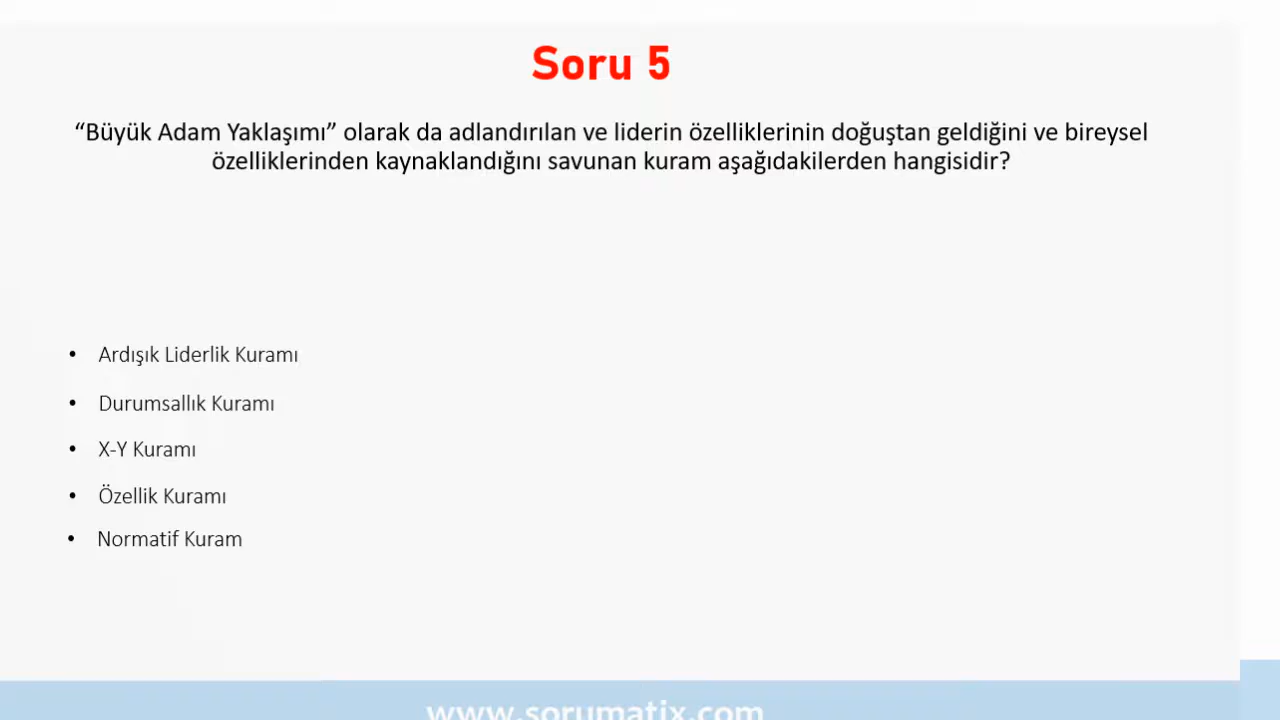 Soru 5
“Büyük Adam Yaklaşımı” olarak da adlandırılan ve liderin özelliklerinin doğuştan geldiğini ve bireysel
özelliklerinden kaynaklandığını savunan kuram aşağıdakilerden hangisidir?
• Ardışık Liderlik Kuramı
• Durumsallık Kuramı
• X-Y Kuramı
• Özellik Kuramı
• Normatif Kuram
www.sorumatix.com